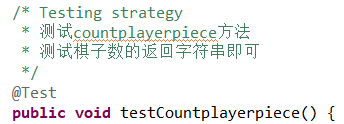 /* Testing strategy
* 测试countplayerpiece方法
* 测试棋子数的返回字符串即可
*/
@Test
public void testCountplayerpiece() {